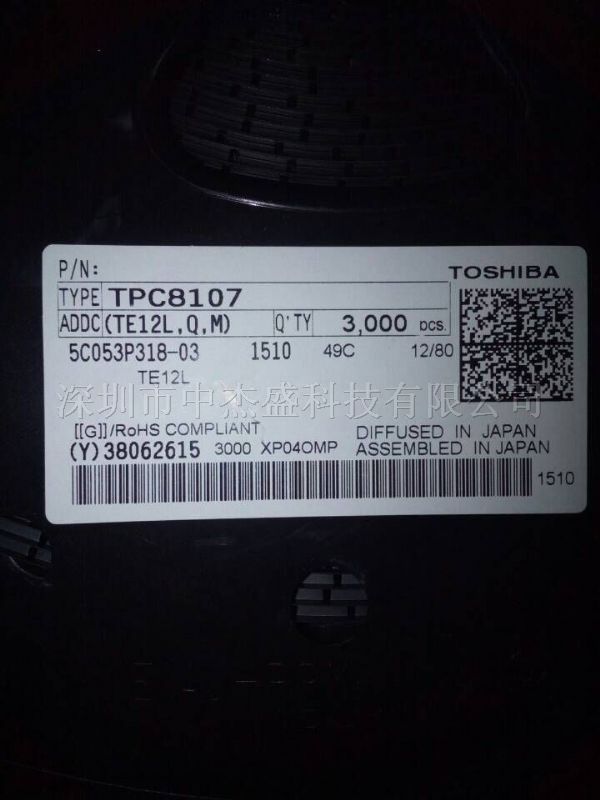 P/N:
TOSHIBA
TYPE TPC8107
ADDC (TE12L,Q,M) Q'TY 3,000 pcs.
5C053P318-03 1510 49C 12/80
TE12L
深圳市中杰盛科技有限公司
[[G]]/RoHS COMPLIANT
DIFFUSED IN JAPAN
(Y)38062615 3000 XP04OMP ASSEMBLED IN JAPAN
1510